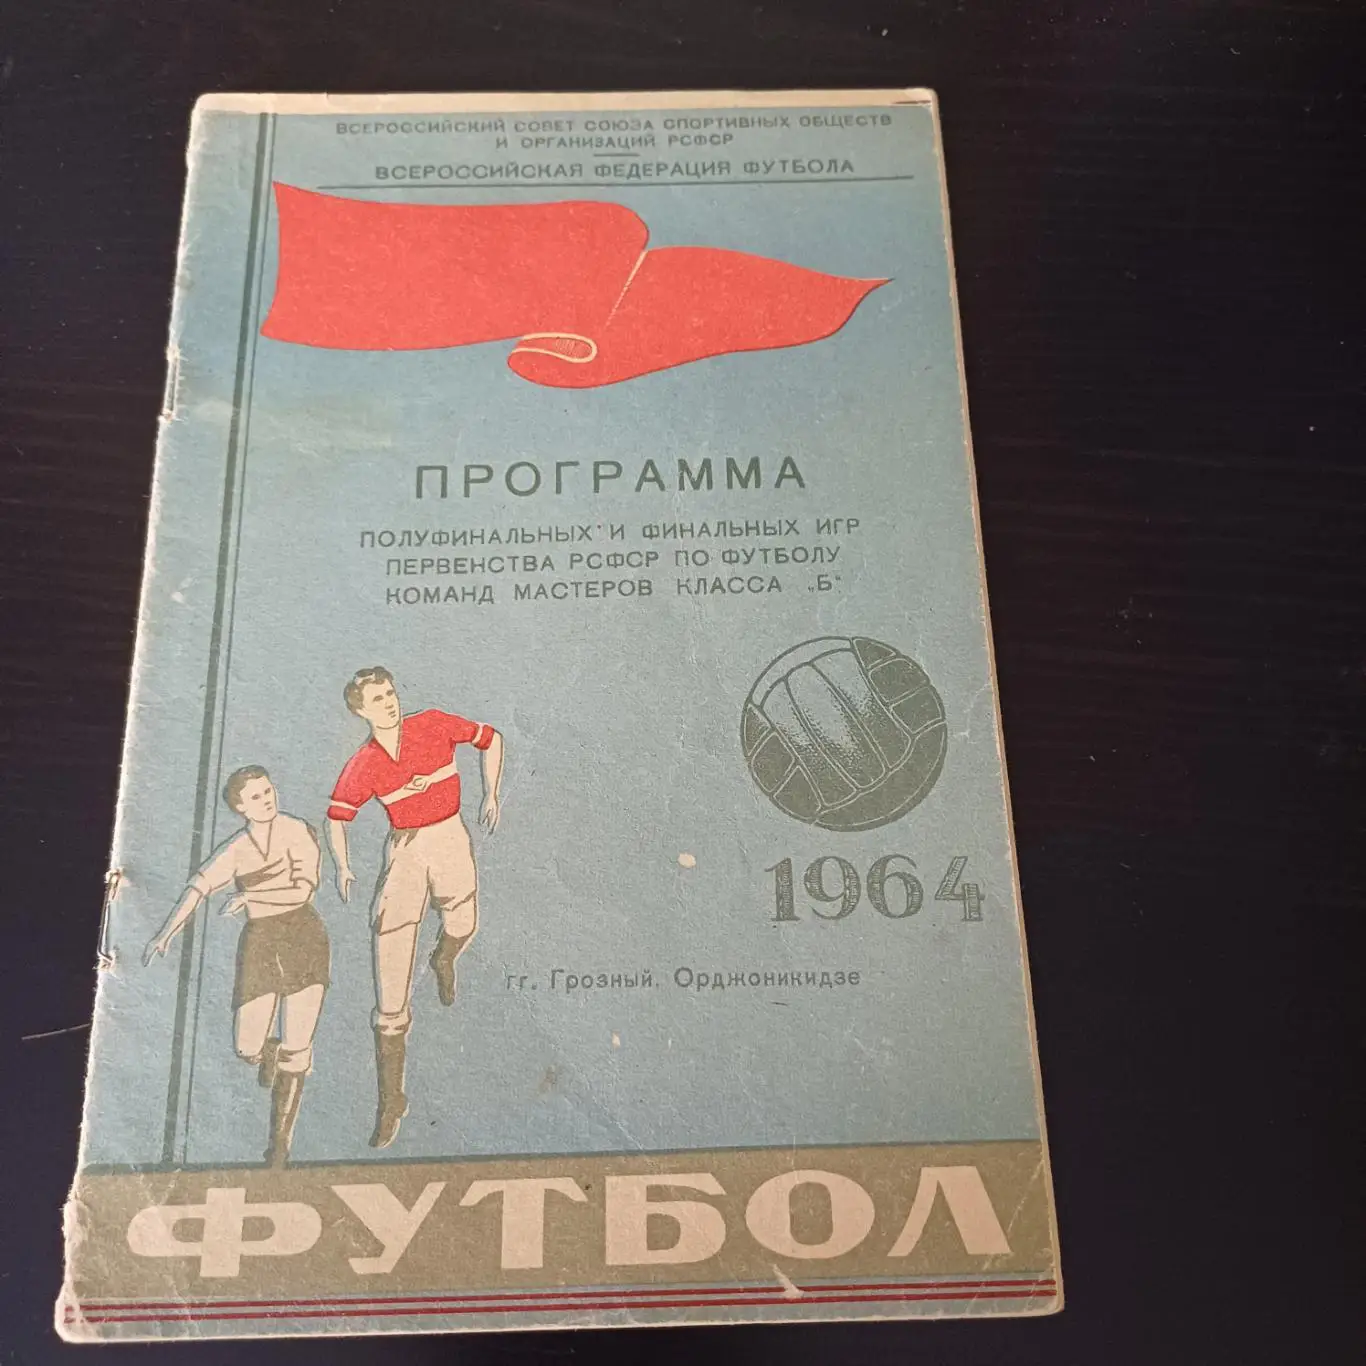 ВСЕРОССИЙСКИЙ СОВЕТ СОЮЗА СПОРТИВНЫХ ОБЩЕСТВ
И ОРГАНИЗАЦИЙ РСФСР
ВСЕРОССИЙСКАЯ ФЕДЕРАЦИЯ ФУТБОЛА
ПРОГРАММА
ПОЛУФИНАЛЬНЫХ И ФИНАЛЬНЫХ ИГР
ПЕРВЕНСТВА РСФСР ПО ФУТБОЛУ
КОМАНД МАСТЕРОВ КЛАССА „Б“
С
1964
гг. Грозный, Орджоникидзе
ФУТБОЛ